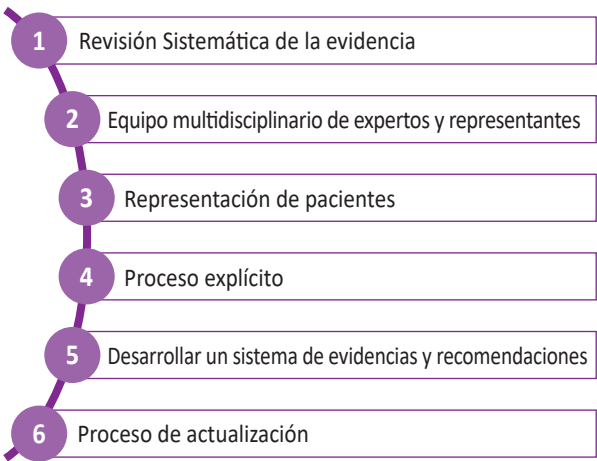 1 Revisión Sistemática de la evidencia
2 Equipo multidisciplinario de expertos y representantes
3 Representación de pacientes
4 Proceso explícito
5 Desarrollar un sistema de evidencias y recomendaciones
6 Proceso de actualización